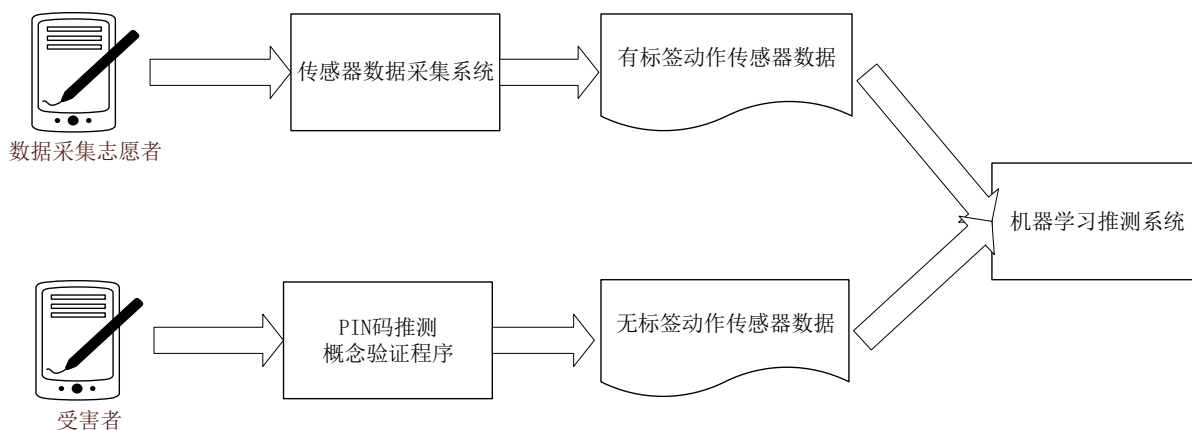 数据采集志愿者
传感器数据采集系统
有标签动作传感器数据
机器学习推测系统
受害者
PIN码推测
概念验证程序
无标签动作传感器数据